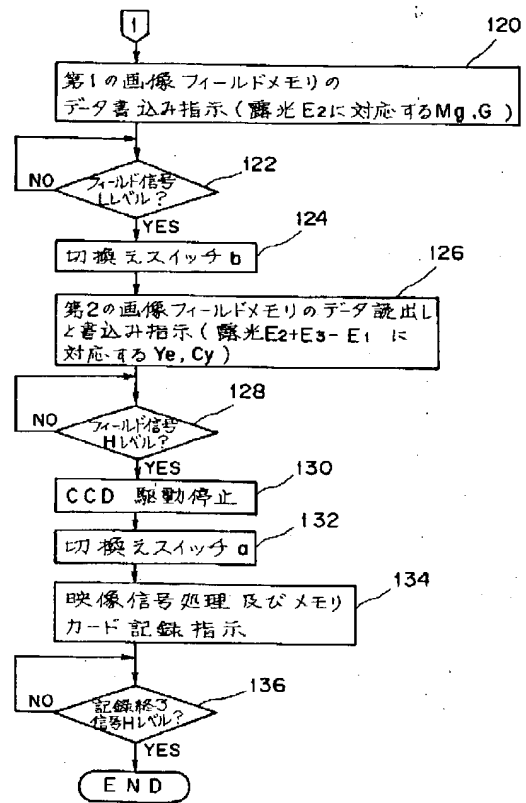 1
120
第1の画像フィールドメモリの
データ書込み指示(露光E2に対応するMg,G)
122
フィールド信号
Lレベル?
NO
YES
124
切換えスイッチb
126
第2の画像フィールドメモリのデータ読出し
と書込み指示(露光E2+E3-E1に
対応するYe,Cy)
128
フィールド信号
Hレベル?
NO
YES
130
CCD 駆動停止
132
切換えスイッチa
134
映像信号処理及びメモリ
カード記録指示
136
記録終了
信号Hレベル?
NO
YES
END